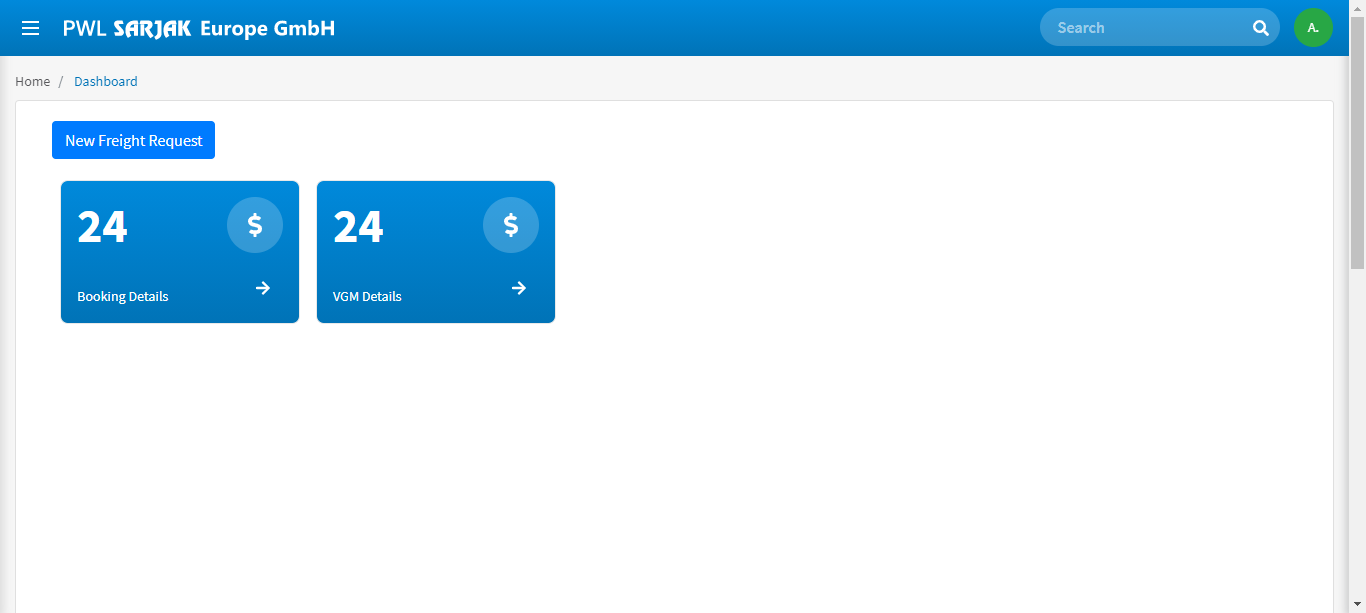 PWL SARJAK Europe GmbH
Search
A.
Home / Dashboard
New Freight Request
24 $
Booking Details
24 $
VGM Details